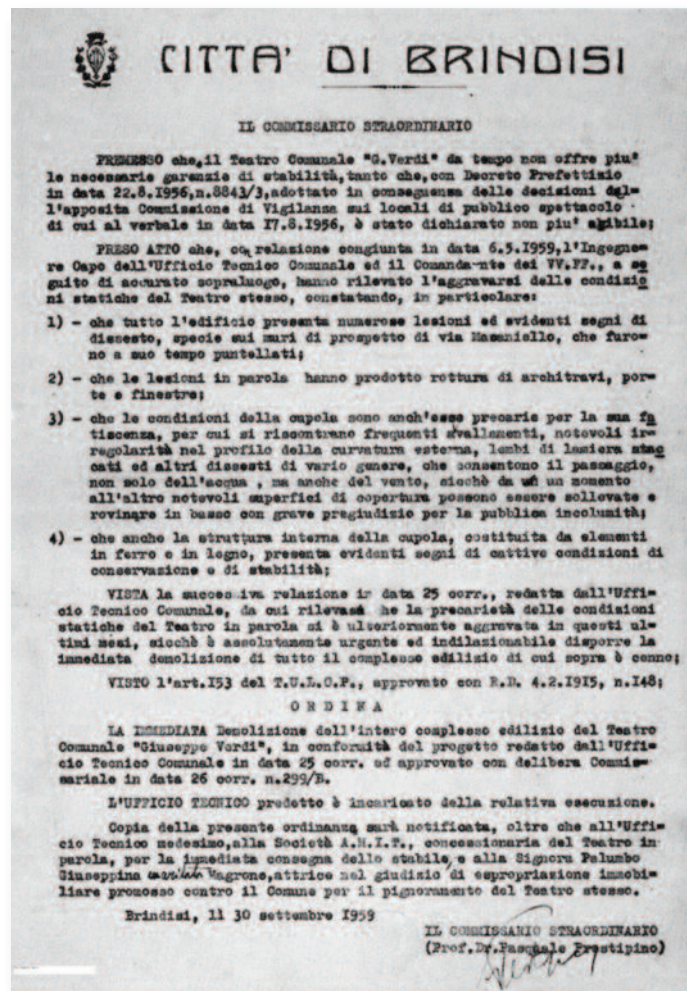 CITTA' DI BRINDISI
IL COMMISSARIO STRAORDINARIO
PREMESSO che, il Teatro Comunale "G.Verdi" da tempo non offre piu'
le necessarie garanzie di stabilità, tanto che, con Decreto Prefettizio
in data 22.8.1956, n.8843/3, adottato in conseguenza delle decisioni del=
l'apposita Commissione di Vigilanza sui locali di pubblico spettacolo
di cui al verbale in data I7.8.1956, è stato dichiarato non piu' agibile;
PRESO ATTO che, con relazione congiunta in data 6.5.1959, l'Ingegne=
re Capo dell'Ufficio Tecnico Comunale ed il Comanda-nte dei VV.FF., a se
guito di accurato sopraluogo, hanno rilevato l'aggravarsi delle condizio
ni statiche del Teatro stesso, constatando, in particolare:
1) - che tutto l'edificio presenta numerose lesioni ed evidenti segni di
dissesto, specie sui muri di prospetto di via Masaniello, che furo=
no a suo tempo puntellati;
2) - che le lesioni in parola hanno prodotto rottura di architravi, por=
te e finestre;
3) - che le condizioni della cupola sono anch'esse precarie per la sua fa
tiscenza, per cui si riscontrano frequenti avallamenti, notevoli ir=
regolarità nel profilo della curvatura esterna, lembi di lamiera stac
cati ed altri dissesti di vario genere, che consentono il passaggio,
non solo dell'acqua , ma anche del vento, sicchè da un momento
all'altro notevoli superfici di copertura possono essere sollevate e
rovinare in basso con grave pregiudizio per la pubblica incolumità;
4) - che anche la struttura interna della cupola, costituita da elementi
in ferro e in legno, presenta evidenti segni di cattive condizioni di
conservazione e di stabilità;
VISTA la successiva relazione in data 25 corr., redatta dall'Uffi=
cio Tecnico Comunale, da cui rilevasi he la precarietà delle condizioni
statiche del Teatro in parola si è ulteriormente aggravata in questi ul=
timi mesi, sicchè è assolutamente urgente ed indilazionabile disporre la
immediata demolizione di tutto il complesso edilizio di cui sopra è cenno;
VISTO l'art.I53 del T.U.L.C.P., approvato con R.D. 4.2.1915, n.I48;
O R D I N A
LA IMMEDIATA Demolizione dell'intero complesso edilizio del Teatro
Comunale "Giuseppe Verdi", in conformità del progetto redatto dall'Uffi=
cio Tecnico Comunale in data 25 corr. ed approvato con delibera Commis=
sariale in data 26 corr. n.299/B.
L'UFFICIO TECNICO predetto è incaricato della relativa esecuzione.
Copia della presente ordinanza sarà notificata, oltre che all'Uffi=
cio Tecnico medesimo, alla Società A.M.I.T., concessionaria del Teatro in
parola, per la immediata consegna dello stabile, e alla Signora Palumbo
Giuseppina maritata Magrone, attrice nel giudizio di espropriazione immobi=
liare promosso contro il Comune per il pignoramento del Teatro stesso.
Brindisi, li 30 settembre 1959
IL COMMISSARIO STRAORDINARIO
(Prof.Dr.Pasquale Prestipino)